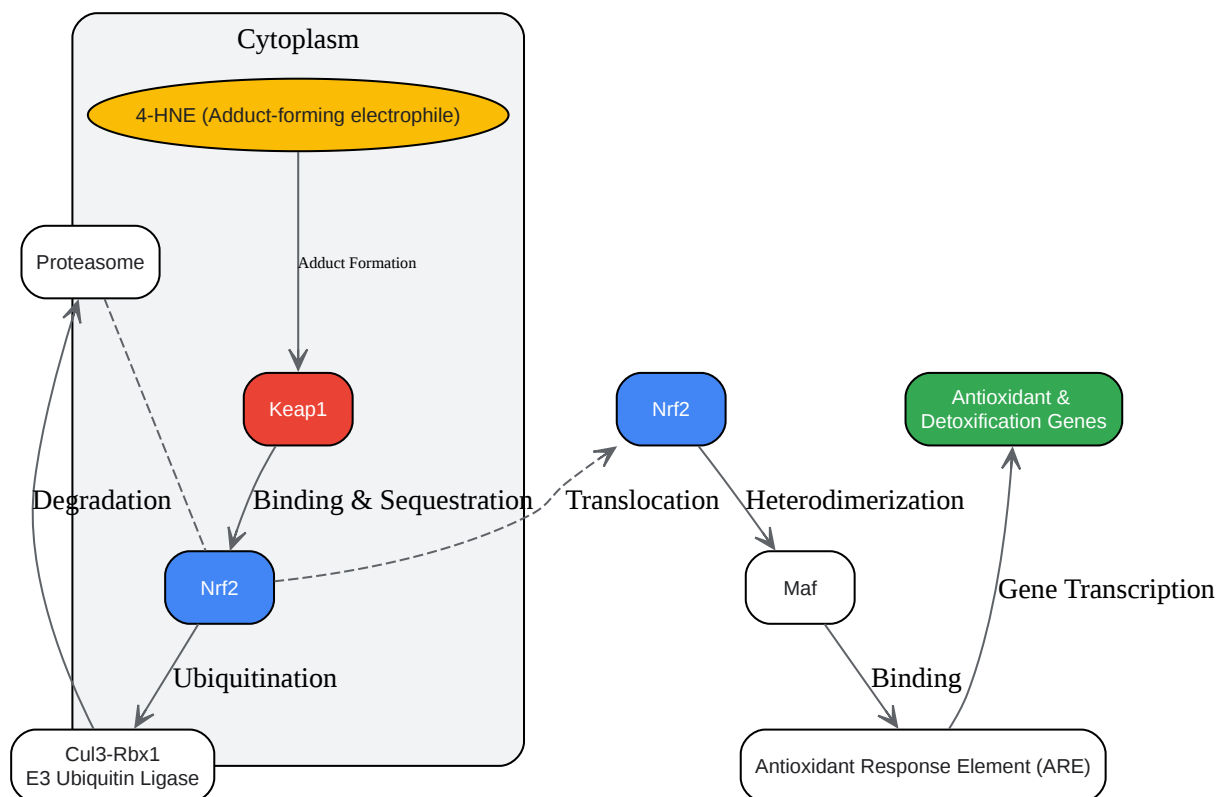 Cytoplasm
4-HNE (Adduct-forming electrophile)
Proteasome
Adduct Formation
Keap1
Nrf2
Antioxidant &
Detoxification Genes
Degradation
Binding & Sequestration
Translocation
Heterodimerization
Nrf2
Maf
Gene Transcription
Ubiquitination
Binding
Cul3-Rbx1
E3 Ubiquitin Ligase
Antioxidant Response Element (ARE)